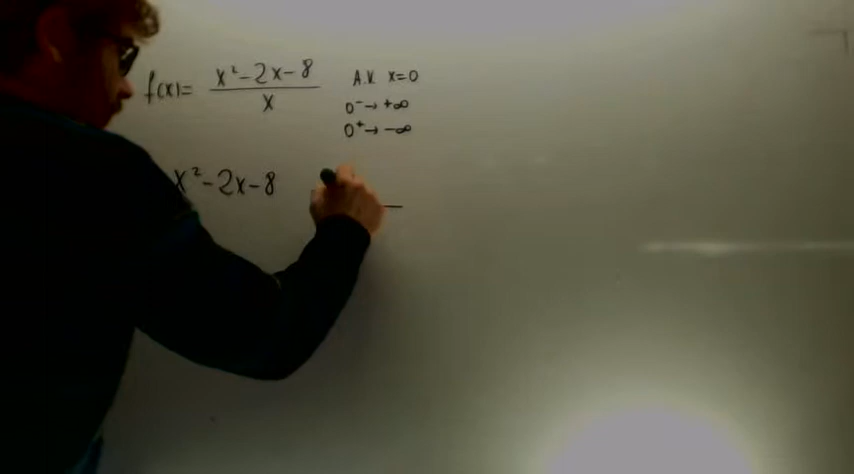 f(x)= x²-2x-8 / x
A.V. x=0
0⁻→+∞
0⁺→-∞
x²-2x-8